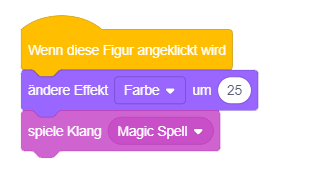 Wenn diese Figur angeklickt wird
ändere Effekt Farbe um 25
spiele Klang Magic Spell